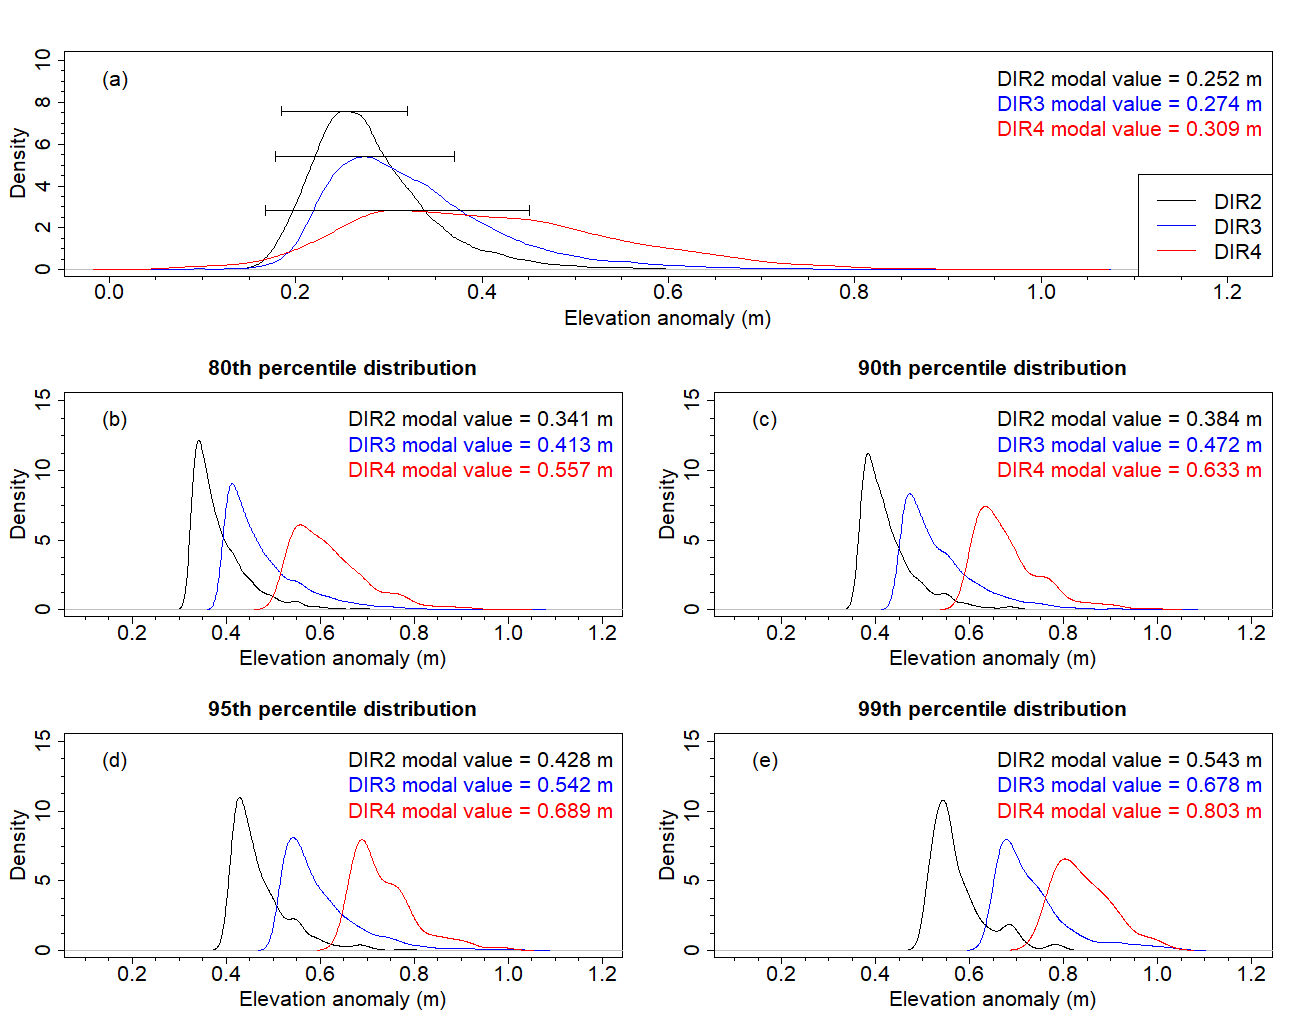 (a)
DIR2 modal value = 0.252 m
DIR3 modal value = 0.274 m
DIR4 modal value = 0.309 m
DIR2
DIR3
DIR4
Density
0 2 4 6 8 10
0.0 0.2 0.4 0.6 0.8 1.0 1.2
Elevation anomaly (m)
80th percentile distribution
(b)
DIR2 modal value = 0.341 m
DIR3 modal value = 0.413 m
DIR4 modal value = 0.557 m
Density
0 5 10 15
0.2 0.4 0.6 0.8 1.0 1.2
Elevation anomaly (m)
90th percentile distribution
(c)
DIR2 modal value = 0.384 m
DIR3 modal value = 0.472 m
DIR4 modal value = 0.633 m
Density
0 5 10 15
0.2 0.4 0.6 0.8 1.0 1.2
Elevation anomaly (m)
95th percentile distribution
(d)
DIR2 modal value = 0.428 m
DIR3 modal value = 0.542 m
DIR4 modal value = 0.689 m
Density
0 5 10 15
0.2 0.4 0.6 0.8 1.0 1.2
Elevation anomaly (m)
99th percentile distribution
(e)
DIR2 modal value = 0.543 m
DIR3 modal value = 0.678 m
DIR4 modal value = 0.803 m
Density
0 5 10 15
0.2 0.4 0.6 0.8 1.0 1.2
Elevation anomaly (m)